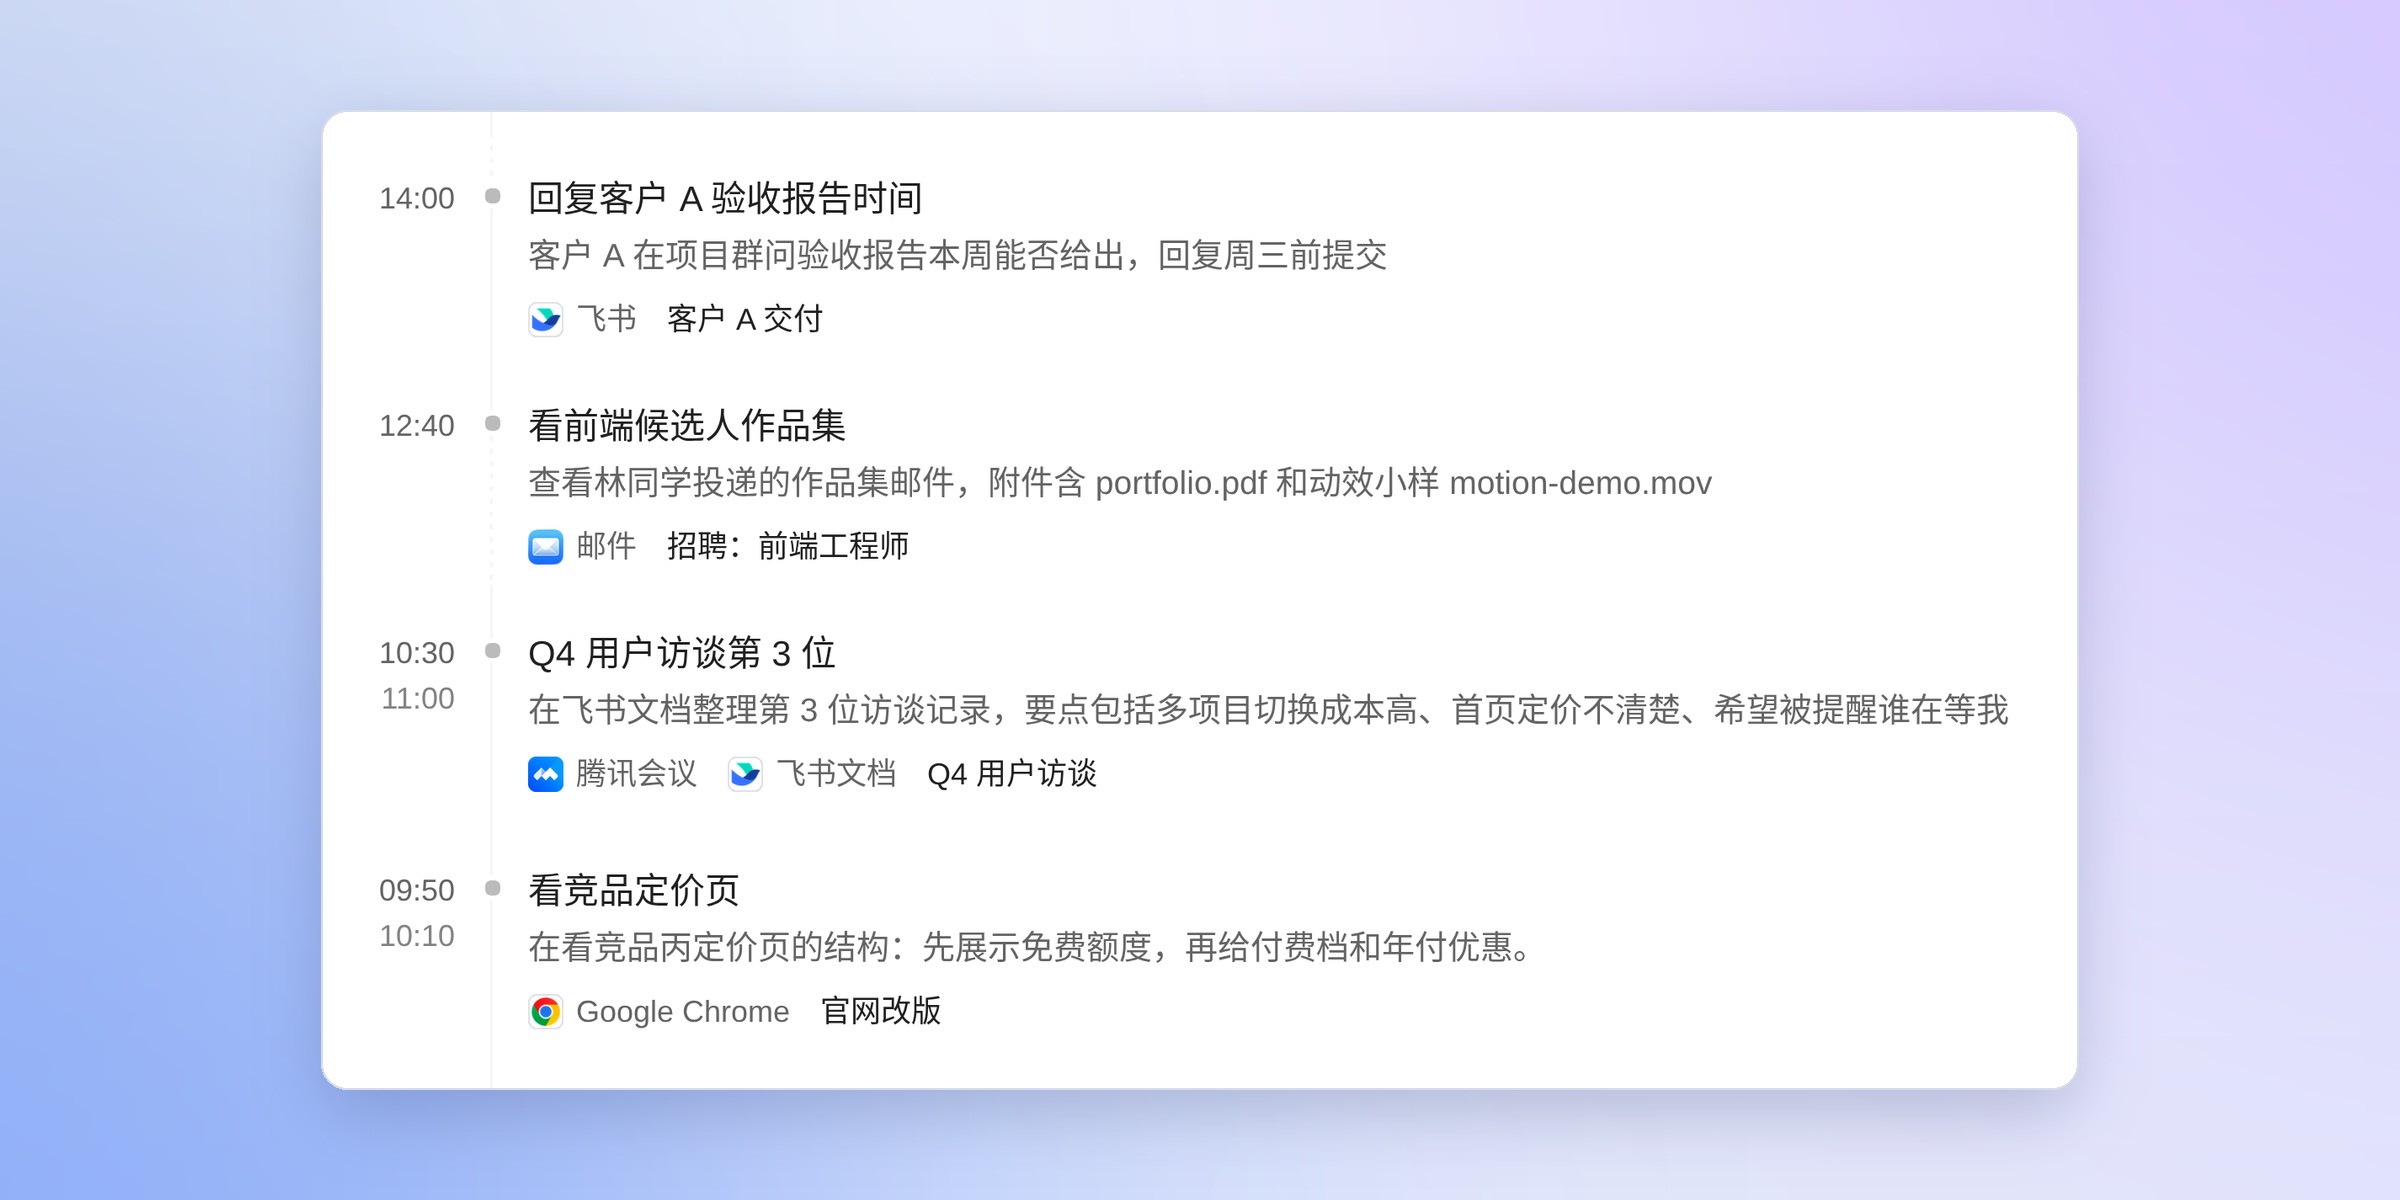 14:00 回复客户 A 验收报告时间
客户 A 在项目群问验收报告本周能否给出，回复周三前提交
飞书 客户 A 交付
12:40 看前端候选人作品集
查看林同学投递的作品集邮件，附件含 portfolio.pdf 和动效小样 motion-demo.mov
邮件 招聘：前端工程师
10:30 Q4 用户访谈第 3 位
11:00 在飞书文档整理第 3 位访谈记录，要点包括多项目切换成本高、首页定价不清楚、希望被提醒谁在等我
腾讯会议 飞书文档 Q4 用户访谈
09:50 看竞品定价页
10:10 在看竞品丙定价页的结构：先展示免费额度，再给付费档和年付优惠。
Google Chrome 官网改版